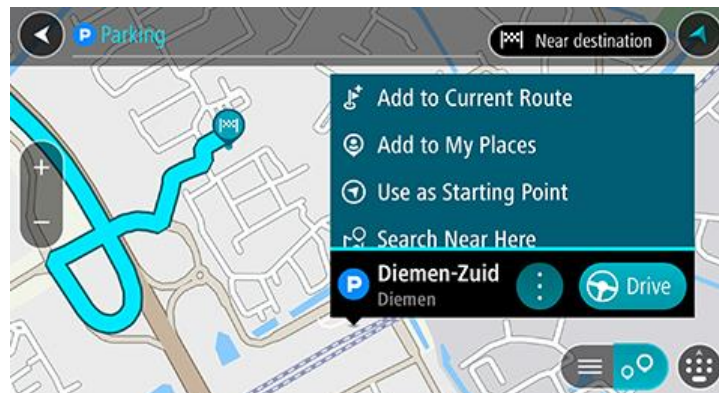 P Parking
Near destination
Add to Current Route
Add to My Places
Use as Starting Point
Search Near Here
P Diemen-Zuid
Diemen
Drive
+
−